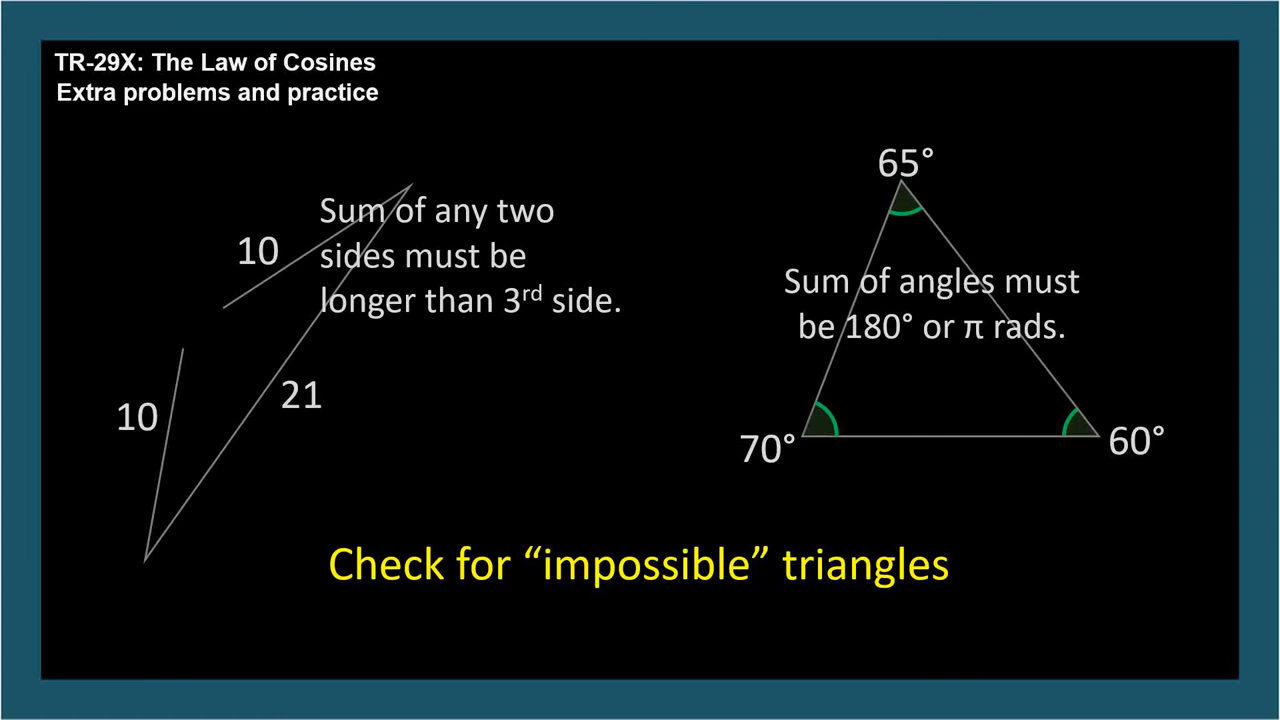 TR-29X: The Law of Cosines
Extra problems and practice
10
Sum of any two
sides must be
longer than 3rd side.
10
21
65°
Sum of angles must
be 180° or π rads.
70°
60°
Check for “impossible” triangles